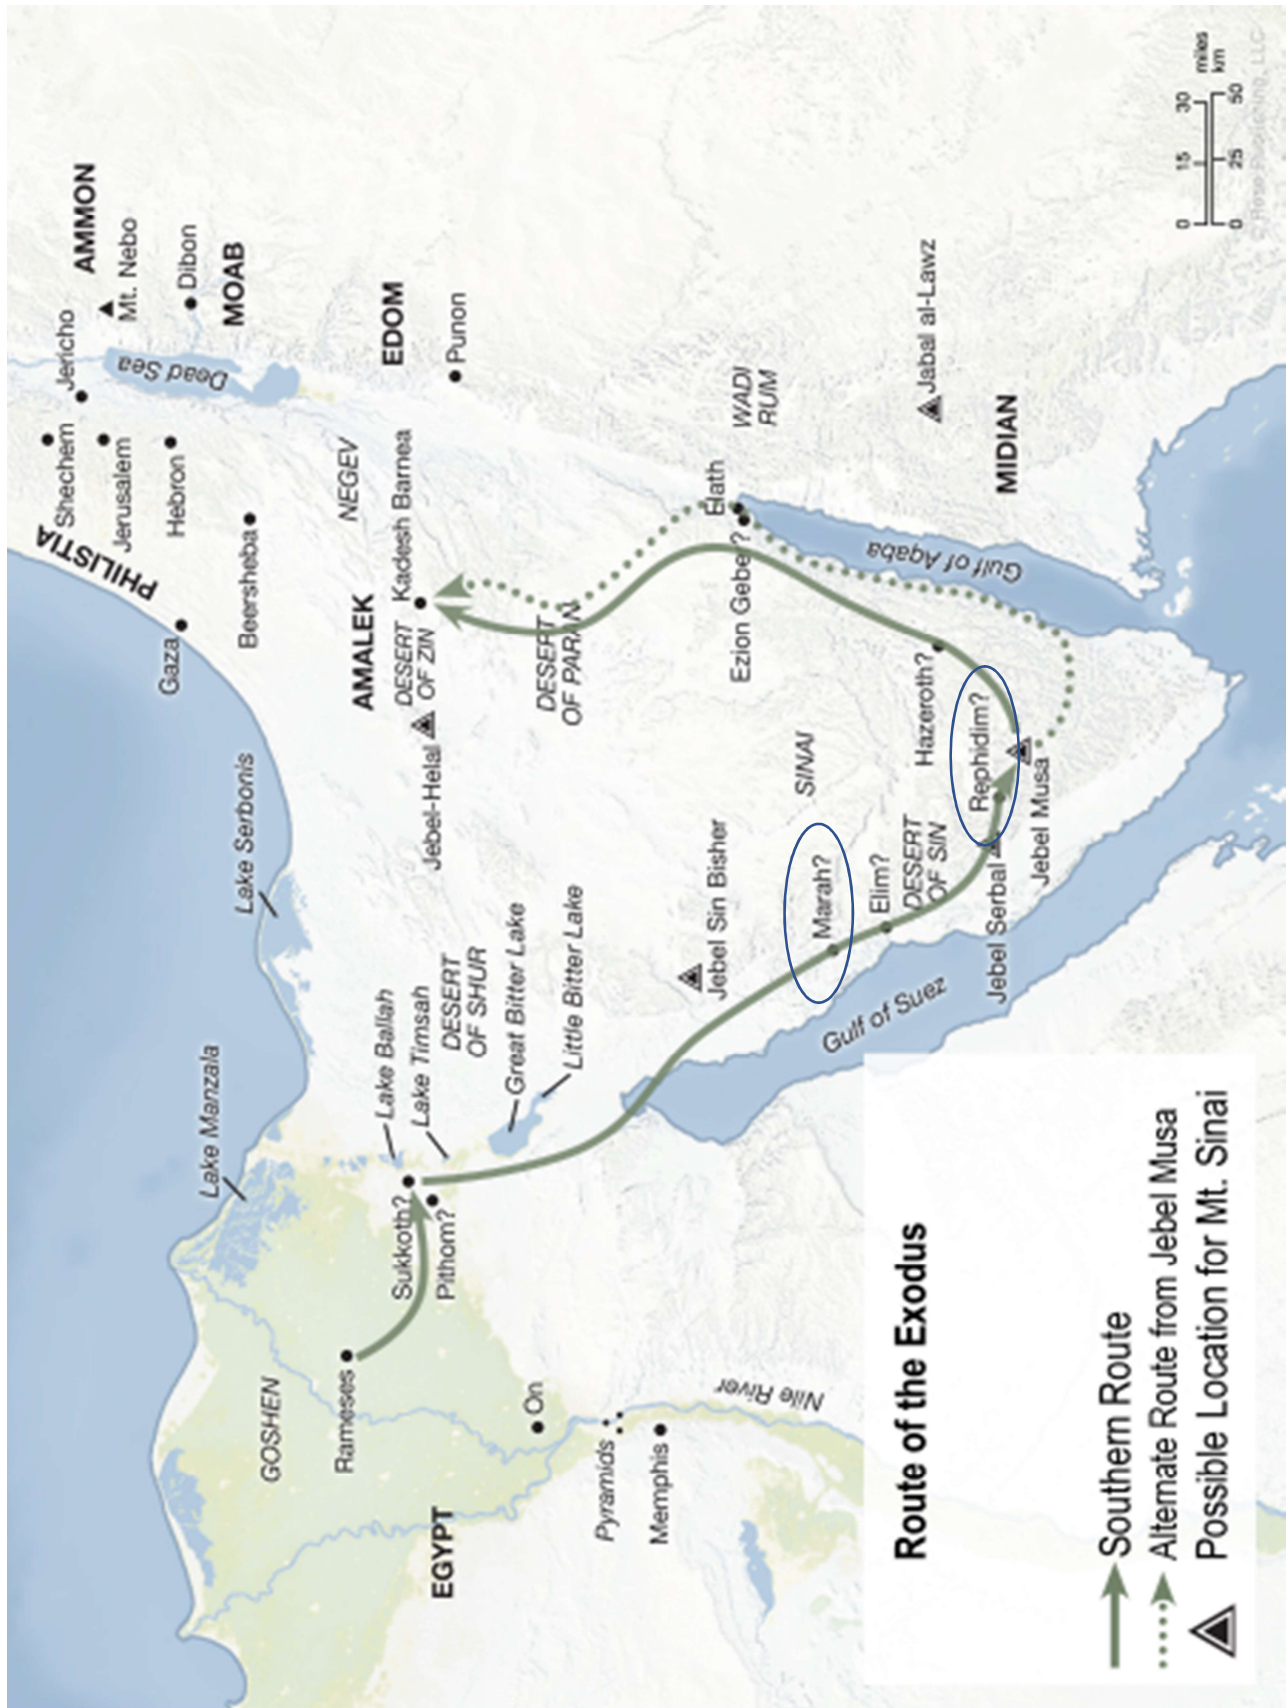 Shechem
Jericho
AMMON
PHILISTIA
Jerusalem
Mt. Nebo
Dead Sea
Gaza
Hebron
Dibon
MOAB
Lake Manzala
Lake Serbonis
Beersheba
GOSHEN
Rameses
NEGEV
AMALEK
Lake Ballah
Sukkoth?
DESERT
OF ZIN
Kadesh Barnea
EDOM
Lake Timsah
Pithom?
Jebel-Helal
Punon
EGYPT
DESERT
OF SHUR
Great Bitter Lake
Little Bitter Lake
On
DESERT
OF PARAN
Pyramids
Memphis
Nile River
Jebel Sin Bisher
Elath
Ezion Geber?
WADI
RUM
SINAI
Marah?
Elim?
Gulf of Suez
DESERT
OF SIN
Hazeroth?
Gulf of Aqaba
Jabal al-Lawz
Rephidim?
Jebel Serbal
Jebel Musa
MIDIAN
Route of the Exodus
Southern Route
Alternate Route from Jebel Musa
Possible Location for Mt. Sinai
0 15 30 miles
0 25 50 km
© Rose Publishing, LLC